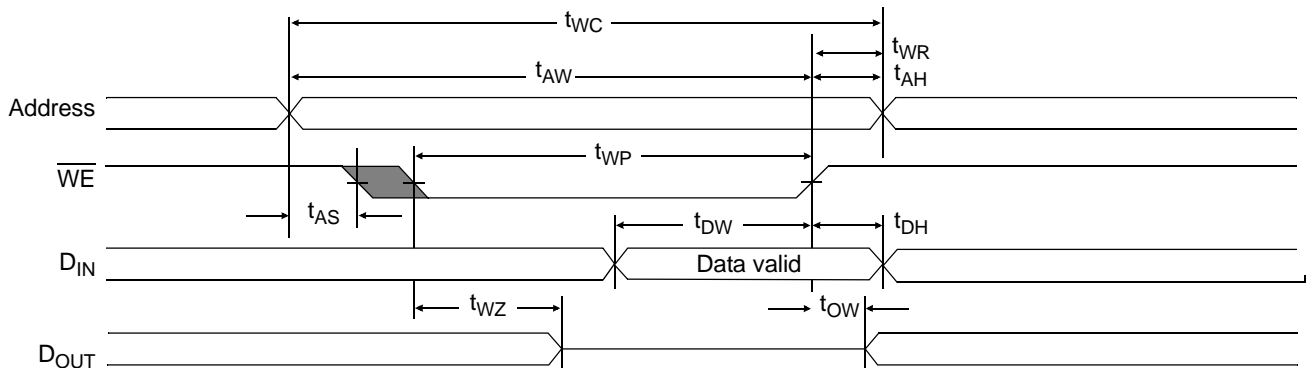 tWC
tWR
tAW
tAH
Address
WE
tWP
tAS
tDW
tDH
DIN
Data valid
tWZ
tOW
DOUT